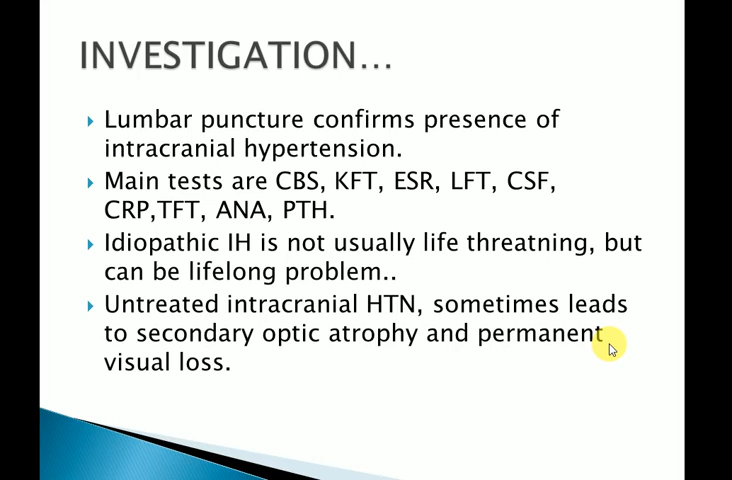 INVESTIGATION...
Lumbar puncture confirms presence of
intracranial hypertension.
Main tests are CBS, KFT, ESR, LFT, CSF,
CRP,TFT, ANA, PTH.
Idiopathic IH is not usually life threatning, but
can be lifelong problem..
Untreated intracranial HTN, sometimes leads
to secondary optic atrophy and permanent
visual loss.